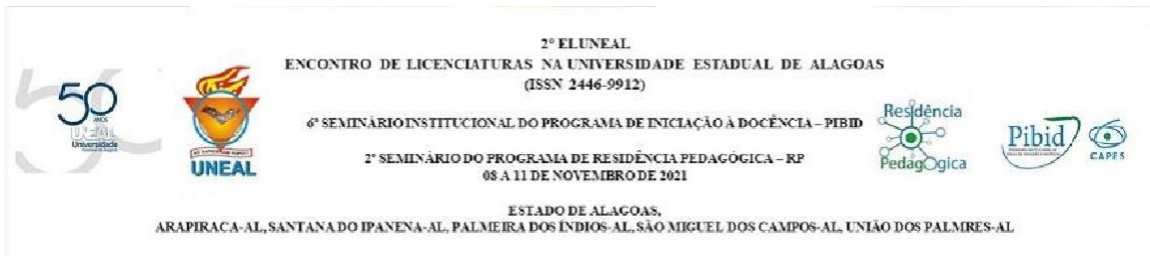 2° ELUNEAL
ENCONTRO DE LICENCIATURAS NA UNIVERSIDADE ESTADUAL DE ALAGOAS
(ISSN 2446-9912)
6° SEMINÁRIO INSTITUCIONAL DO PROGRAMA DE INICIAÇÃO À DOCÊNCIA – PIBID
2° SEMINÁRIO DO PROGRAMA DE RESIDÊNCIA PEDAGÓGICA – RP
08 A 11 DE NOVEMBRO DE 2021
ESTADO DE ALAGOAS,
ARAPIRACA-AL, SANTANA DO IPANENA-AL, PALMEIRA DOS ÍNDIOS-AL, SÃO MIGUEL DOS CAMPOS-AL, UNIÃO DOS PALMRES-AL
50
ANOS
UNEAL
Universidade
UNEAL
Residência
Pedagógica
Pibid
CAPES